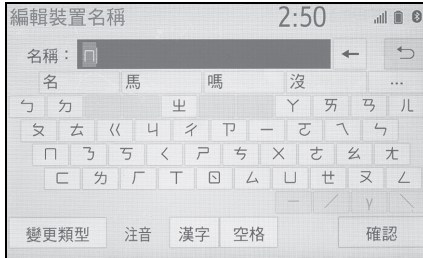 編輯裝置名稱 2:50
名稱： ㄇ ← ⮌
名 馬 嗎 沒 ...
ㄅ ㄉ ㄓ ㄚ ㄞ ㄢ ㄦ
ㄆ ㄊ ㄍ ㄐ ㄔ ㄗ ㄧ ㄛ ㄟ ㄣ
ㄇ ㄋ ㄎ ㄑ ㄕ ㄘ ㄨ ㄜ ㄠ ㄤ
ㄈ ㄌ ㄏ ㄒ ㄖ ㄙ ㄩ ㄝ ㄡ ㄥ
— ╱ ˇ ╲
變更類型 注音 漢字 空格 確認